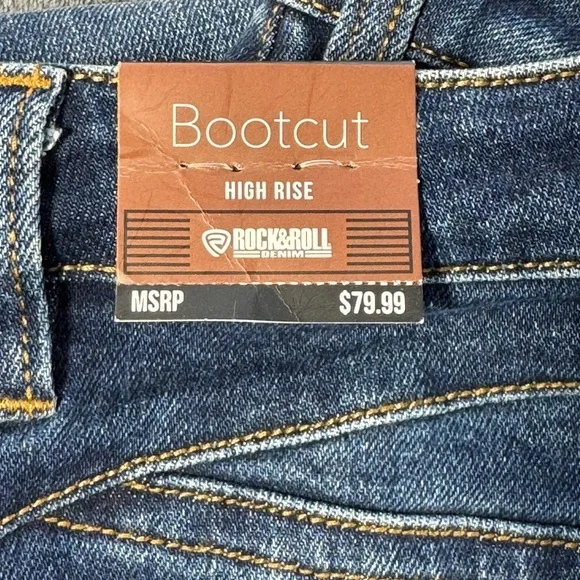 Bootcut
HIGH RISE
ROCK&ROLL
DENIM
MSRP $79.99